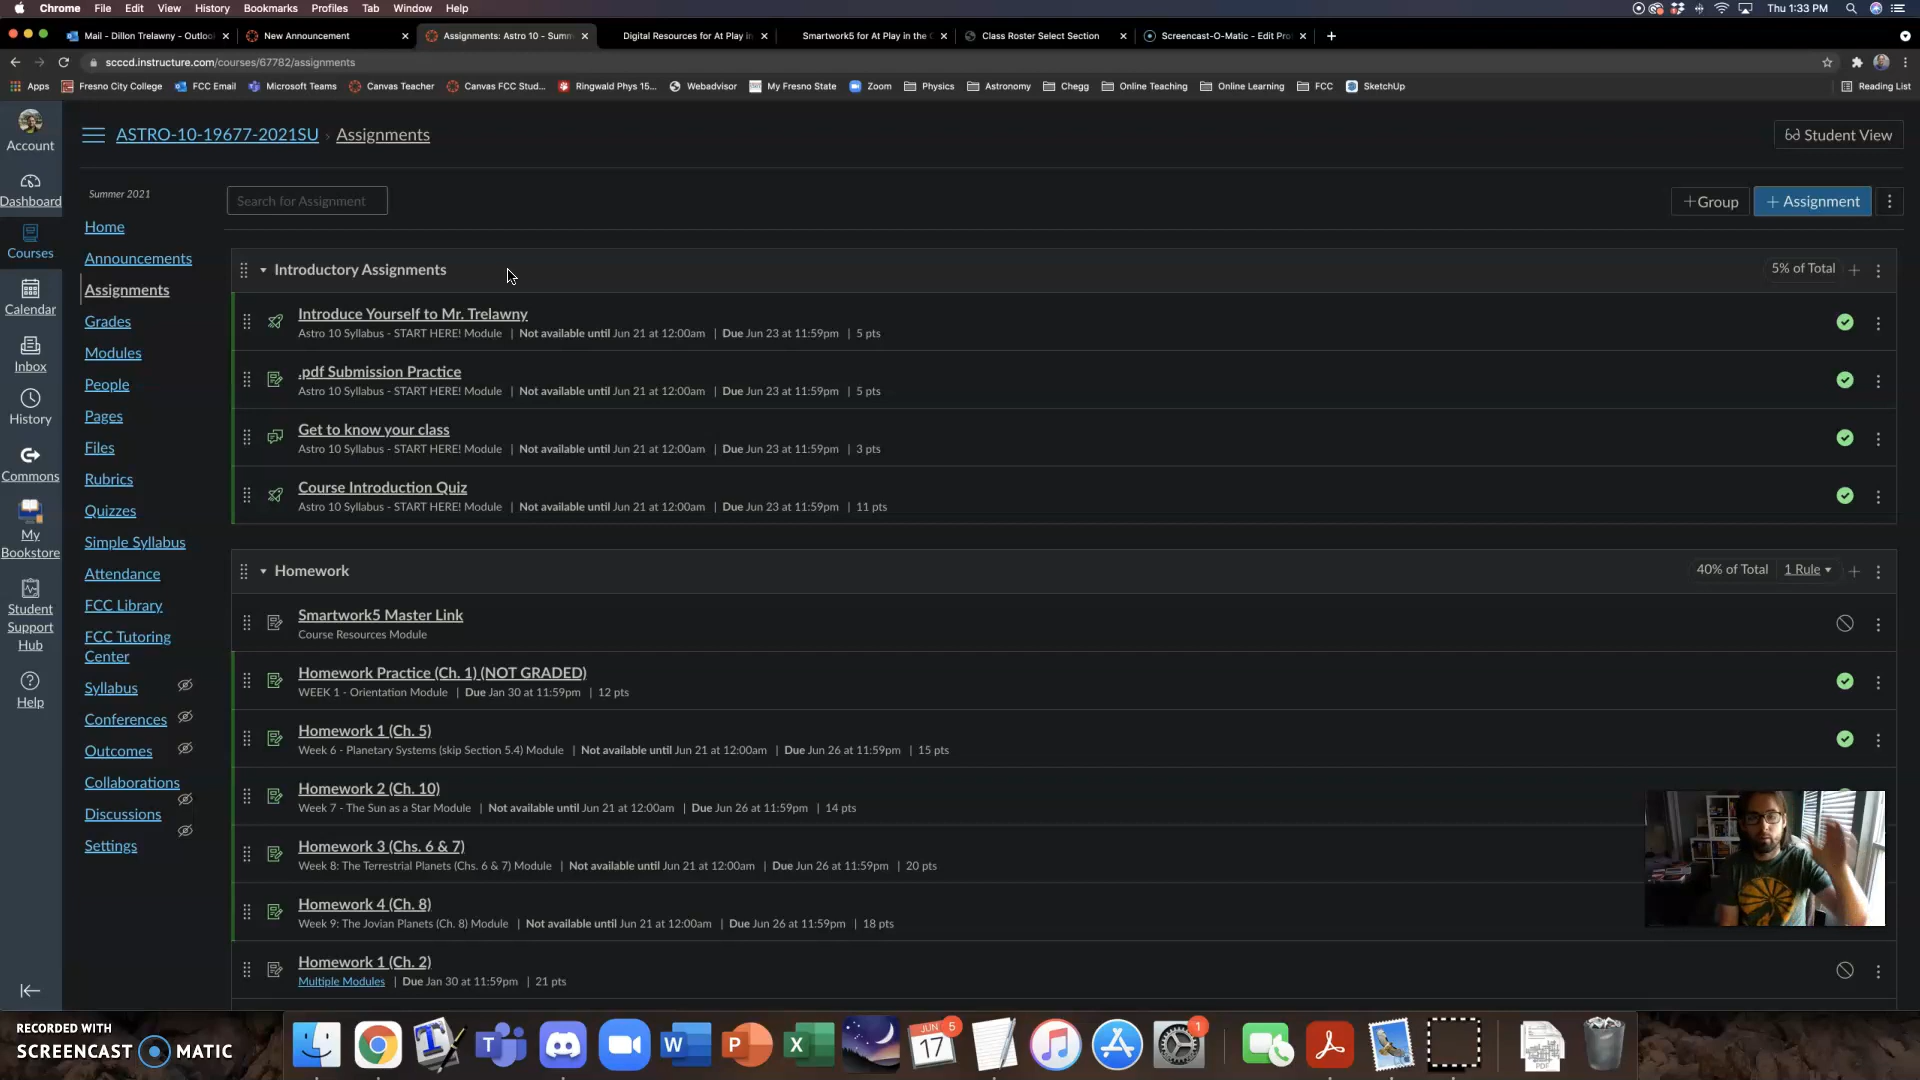 Chrome File Edit View History Bookmarks Profiles Tab Window Help Thu 1:33 PM
Mail - Dillon Trelawny - Outloo New Announcement Assignments: Astro 10 - Summ Digital Resources for At Play in Smartwork5 for At Play in the C Class Roster Select Section Screencast-O-Matic - Edit Pro
scccd.instructure.com/courses/67782/assignments
Apps Fresno City College FCC Email Microsoft Teams Canvas Teacher Canvas FCC Stud... Ringwald Phys 15... Webadvisor My Fresno State Zoom Physics Astronomy Chegg Online Teaching Online Learning FCC SketchUp Reading List
Account
Dashboard
Courses
Calendar
Inbox
History
Commons
My
Bookstore
Student
Support
Hub
Help
ASTRO-10-19677-2021SU › Assignments
Student View
Summer 2021
Home
Announcements
Assignments
Grades
Modules
People
Pages
Files
Rubrics
Quizzes
Simple Syllabus
Attendance
FCC Library
FCC Tutoring
Center
Syllabus
Conferences
Outcomes
Collaborations
Discussions
Settings
Search for Assignment
+Group
+ Assignment
Introductory Assignments
5% of Total
Introduce Yourself to Mr. Trelawny
Astro 10 Syllabus - START HERE! Module | Not available until Jun 21 at 12:00am | Due Jun 23 at 11:59pm | 5 pts
.pdf Submission Practice
Astro 10 Syllabus - START HERE! Module | Not available until Jun 21 at 12:00am | Due Jun 23 at 11:59pm | 5 pts
Get to know your class
Astro 10 Syllabus - START HERE! Module | Not available until Jun 21 at 12:00am | Due Jun 23 at 11:59pm | 3 pts
Course Introduction Quiz
Astro 10 Syllabus - START HERE! Module | Not available until Jun 21 at 12:00am | Due Jun 23 at 11:59pm | 11 pts
Homework
40% of Total 1 Rule
Smartwork5 Master Link
Course Resources Module
Homework Practice (Ch. 1) (NOT GRADED)
WEEK 1 - Orientation Module | Due Jan 30 at 11:59pm | 12 pts
Homework 1 (Ch. 5)
Week 6 - Planetary Systems (skip Section 5.4) Module | Not available until Jun 21 at 12:00am | Due Jun 26 at 11:59pm | 15 pts
Homework 2 (Ch. 10)
Week 7 - The Sun as a Star Module | Not available until Jun 21 at 12:00am | Due Jun 26 at 11:59pm | 14 pts
Homework 3 (Chs. 6 & 7)
Week 8: The Terrestrial Planets (Chs. 6 & 7) Module | Not available until Jun 21 at 12:00am | Due Jun 26 at 11:59pm | 20 pts
Homework 4 (Ch. 8)
Week 9: The Jovian Planets (Ch. 8) Module | Not available until Jun 21 at 12:00am | Due Jun 26 at 11:59pm | 18 pts
Homework 1 (Ch. 2)
Multiple Modules | Due Jan 30 at 11:59pm | 21 pts
RECORDED WITH
SCREENCAST MATIC
JUN 5
17
1
PDF